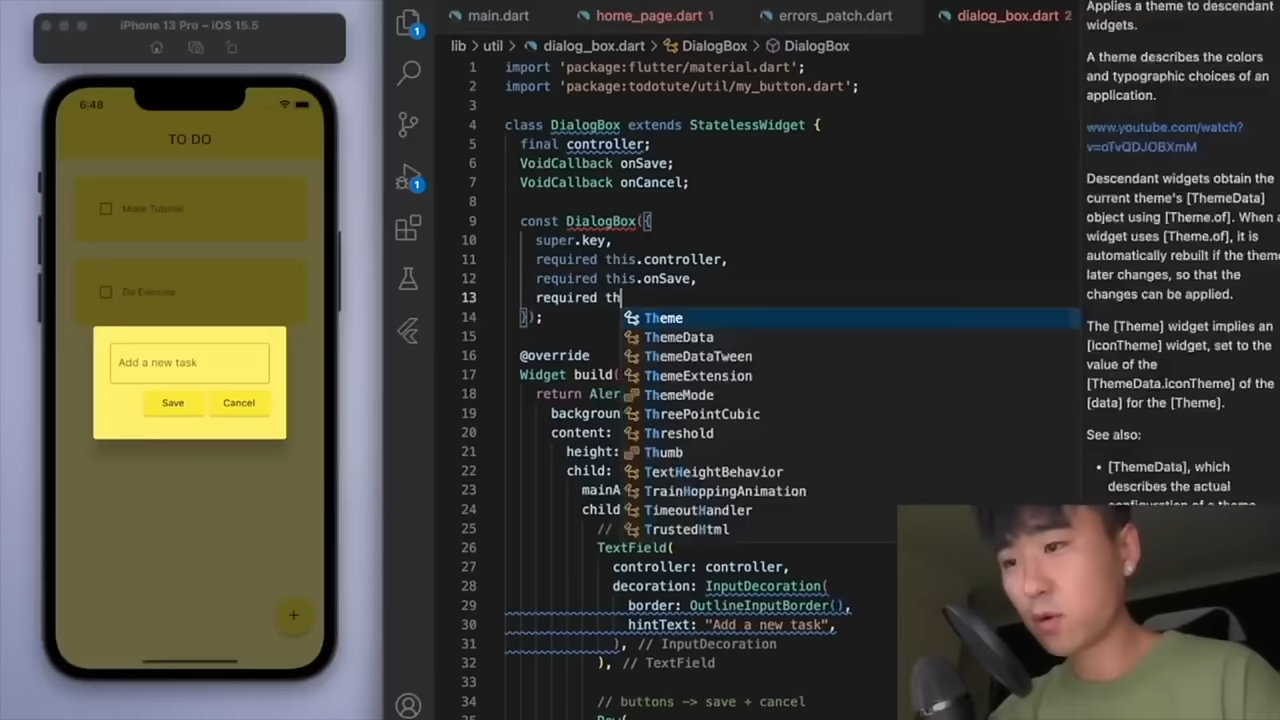 iPhone 13 Pro – iOS 15.5
6:48
TO DO
Make Tutorial
Do Exercise
Add a new task
Save
Cancel
+
1
1
main.dart
home_page.dart 1
errors_patch.dart
dialog_box.dart 2
lib > util > dialog_box.dart > DialogBox > DialogBox
1 import 'package:flutter/material.dart';
2 import 'package:todotute/util/my_button.dart';
3
4 class DialogBox extends StatelessWidget {
5 final controller;
6 VoidCallback onSave;
7 VoidCallback onCancel;
8
9 const DialogBox({
10 super.key,
11 required this.controller,
12 required this.onSave,
13 required th
14 });
15
16 @override
17 Widget build(
18 return Aler
19 backgroun
20 content:
21 height:
22 child:
23 mainA
24 child
25 //
26 TextField(
27 controller: controller,
28 decoration: InputDecoration(
29 border: OutlineInputBorder(),
30 hintText: "Add a new task",
31 ), // InputDecoration
32 ), // TextField
33
34 // buttons -> save + cancel
Theme
ThemeData
ThemeDataTween
ThemeExtension
ThemeMode
ThreePointCubic
Threshold
Thumb
TextHeightBehavior
TrainHoppingAnimation
TimeoutHandler
TrustedHtml
Applies a theme to descendant
widgets.
A theme describes the colors
and typographic choices of an
application.
www.youtube.com/watch?
v=oTvQDJOBXmM
Descendant widgets obtain the
current theme's [ThemeData]
object using [Theme.of]. When a
widget uses [Theme.of], it is
automatically rebuilt if the theme
later changes, so that the
changes can be applied.
The [Theme] widget implies an
[IconTheme] widget, set to the
value of the
[ThemeData.iconTheme] of the
[data] for the [Theme].
See also:
• [ThemeData], which
describes the actual
configuration of a theme